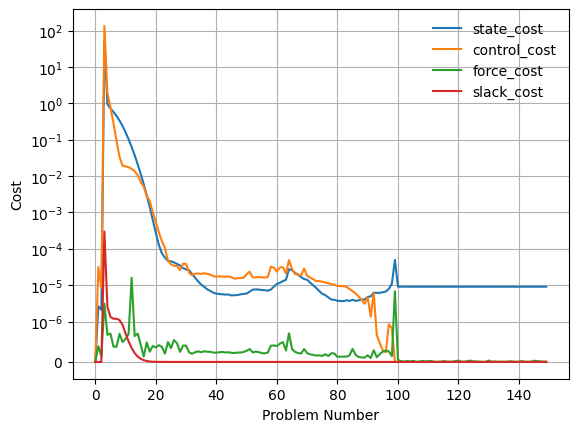 10²
10¹
10⁰
10⁻¹
10⁻²
10⁻³
10⁻⁴
10⁻⁵
10⁻⁶
0
Cost
state_cost
control_cost
force_cost
slack_cost
0 20 40 60 80 100 120 140
Problem Number